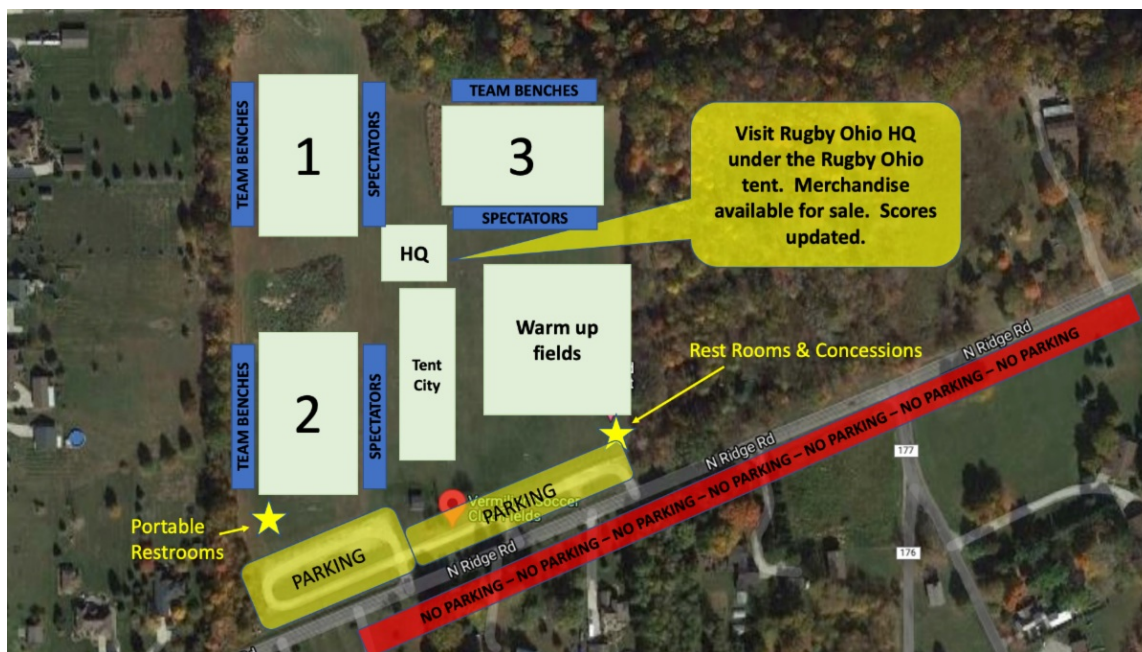 TEAM BENCHES
1
SPECTATORS
TEAM BENCHES
3
SPECTATORS
Visit Rugby Ohio HQ
under the Rugby Ohio
tent. Merchandise
available for sale. Scores
updated.
HQ
Warm up
fields
Tent
City
TEAM BENCHES
2
SPECTATORS
Rest Rooms & Concessions
N Ridge Rd
NO PARKING – NO PARKING – NO PARKING – NO PARKING – NO PARKING – NO PARKING – NO PARKING
N Ridge Rd
177
PARKING
Soccer
Portable
Restrooms
PARKING
N Ridge Rd
176